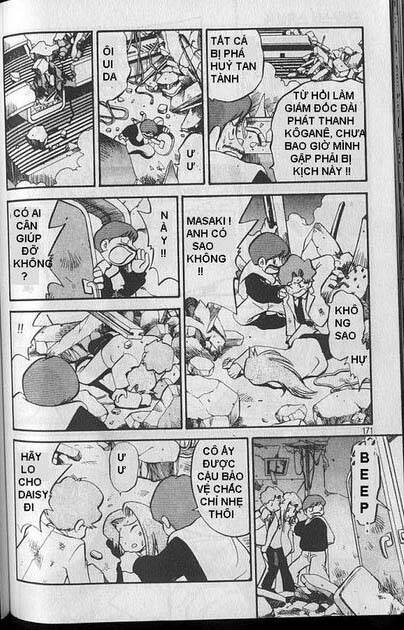 TẤT CẢ
BỊ PHÁ
HUỶ TAN
TÀNH
TỪ HỒI LÀM
GIÁM ĐỐC ĐÀI
PHÁT THANH
KÔGANÊ, CHƯA
BAO GIỜ MÌNH
GẶP PHẢI BI
KỊCH NÀY !!
ÔI
UI
DA
Ư
Ư
MASAKI !
ANH CÓ
SAO
KHÔNG
!!
KHÔ
NG
SAO
HỰ
NÀ
Y !!
CÓ AI
CẦN
GIÚP
ĐỠ
KHÔNG
?
!!
171
BEEP
CÔ ẤY
ĐƯỢC
CẬU BẢO
VỆ CHẮC
CHỈ NHẸ
THÔI
Ư
Ư
HÃY
LO
CHO
DAISY
ĐI